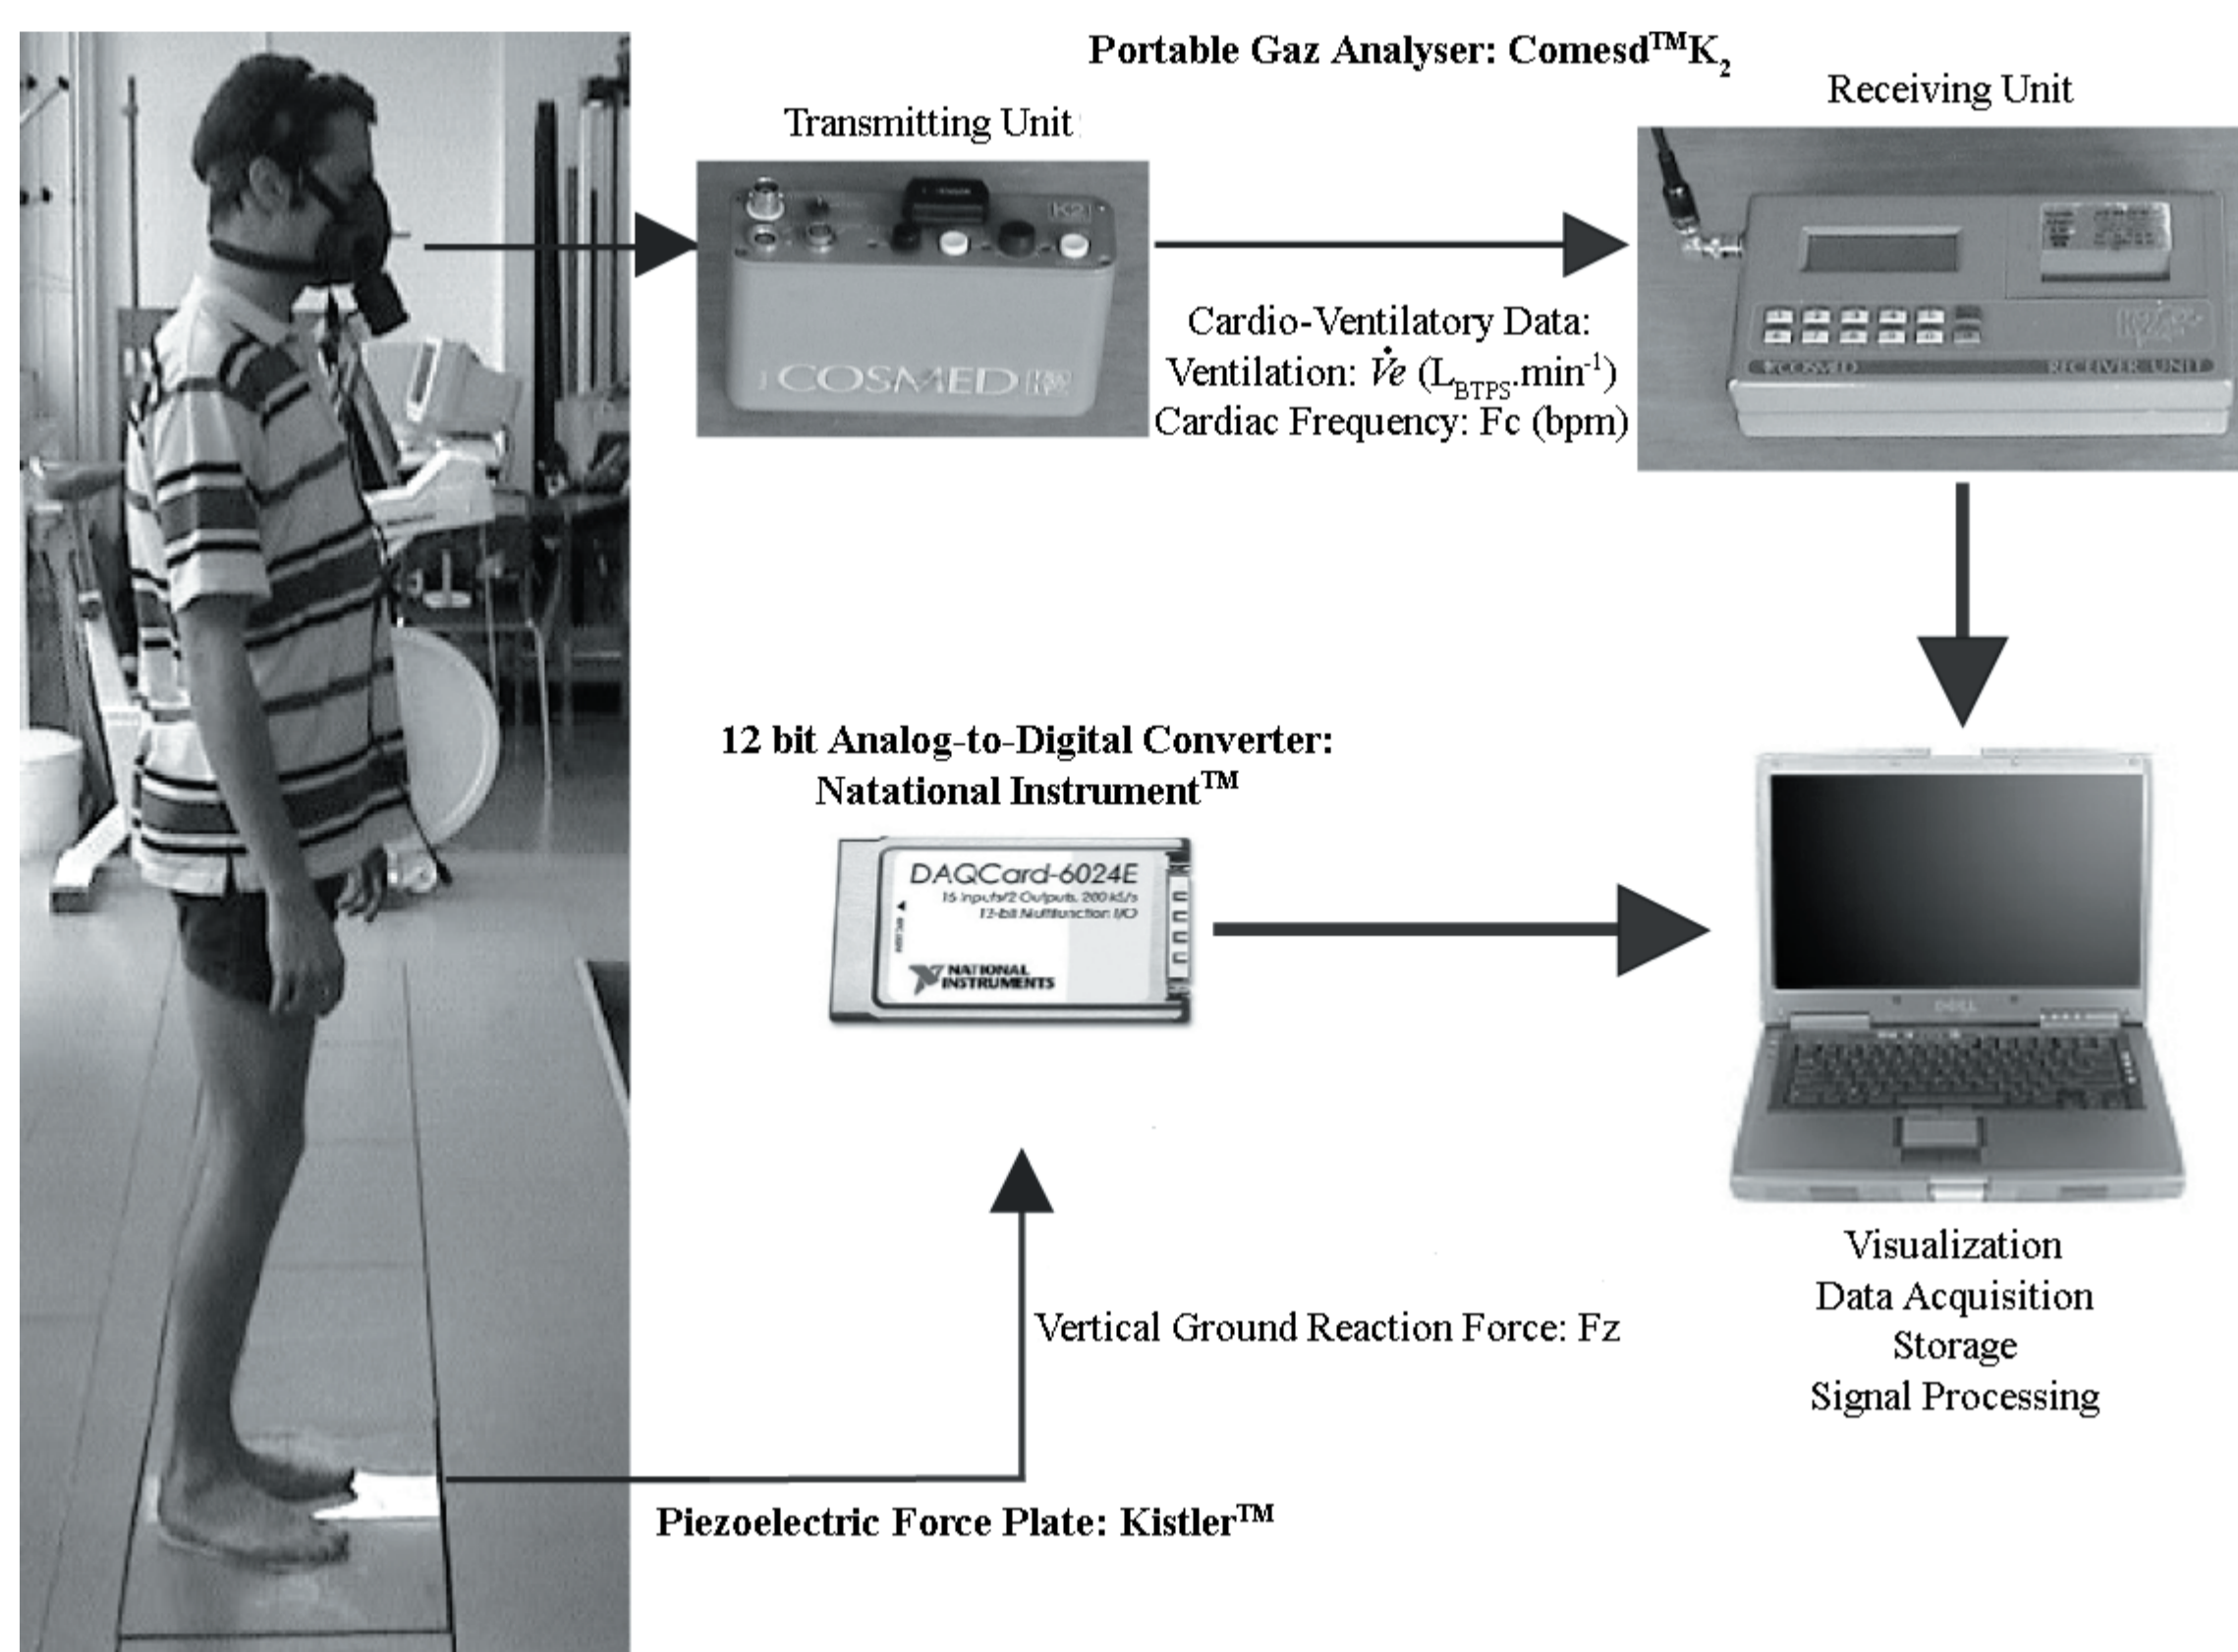 Portable Gaz Analyser: Comesd™K₂
Transmitting Unit
Receiving Unit
K2
COSMED K2
COSMED RECEIVER UNIT
Cardio-Ventilatory Data:
Ventilation: V̇e (L_BTPS.min⁻¹)
Cardiac Frequency: Fc (bpm)
12 bit Analog-to-Digital Converter:
Natational Instrument™
DAQCard-6024E
16 Inputs/2 Outputs, 200 kS/s
12-bit Multifunction I/O
NATIONAL
INSTRUMENTS
DELL
Vertical Ground Reaction Force: Fz
Piezoelectric Force Plate: Kistler™
Visualization
Data Acquisition
Storage
Signal Processing